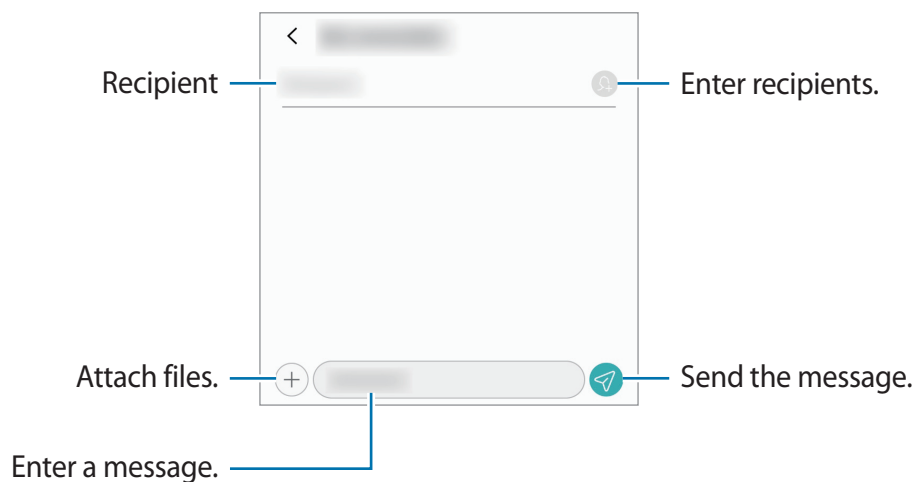 Recipient
Enter recipients.
Attach files.
Send the message.
Enter a message.